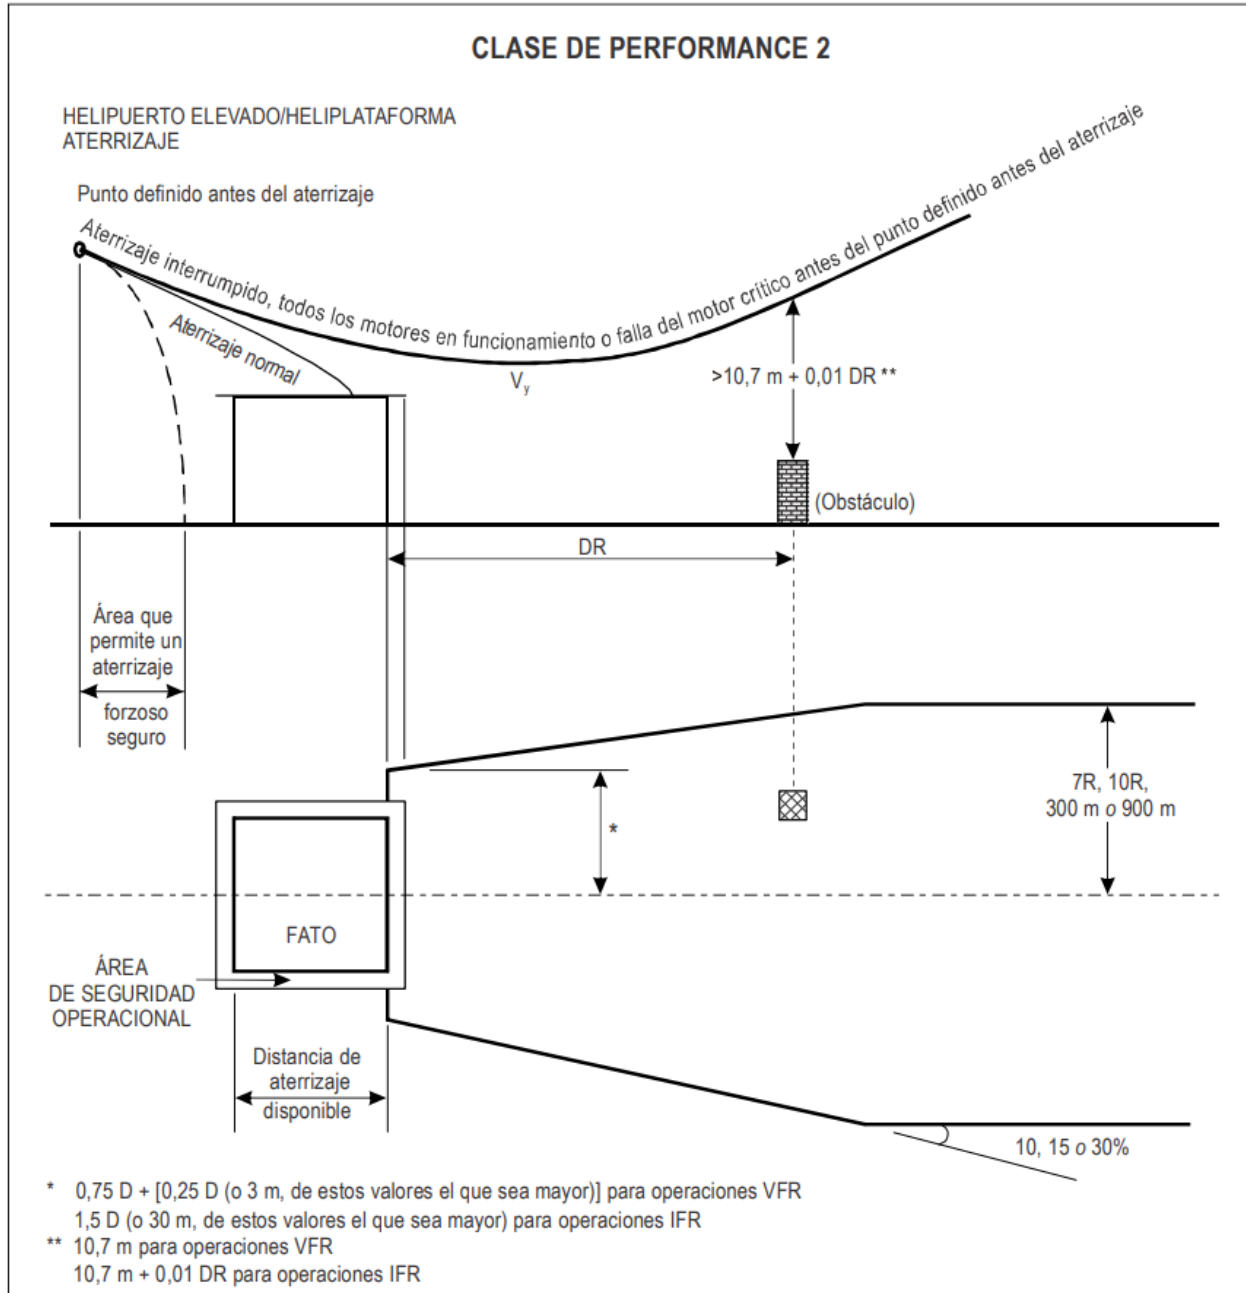 CLASE DE PERFORMANCE 2
HELIPUERTO ELEVADO/HELIPLATAFORMA
ATERRIZAJE
Punto definido antes del aterrizaje
Aterrizaje interrumpido, todos los motores en funcionamiento o falla del motor crítico antes del punto definido antes del aterrizaje
Aterrizaje normal
Vy
>10,7 m + 0,01 DR **
(Obstáculo)
DR
Área que
permite un
aterrizaje
forzoso
seguro
7R, 10R,
300 m o 900 m
*
FATO
ÁREA
DE SEGURIDAD
OPERACIONAL
Distancia de
aterrizaje
disponible
10, 15 o 30%
* 0,75 D + [0,25 D (o 3 m, de estos valores el que sea mayor)] para operaciones VFR
1,5 D (o 30 m, de estos valores el que sea mayor) para operaciones IFR
** 10,7 m para operaciones VFR
10,7 m + 0,01 DR para operaciones IFR